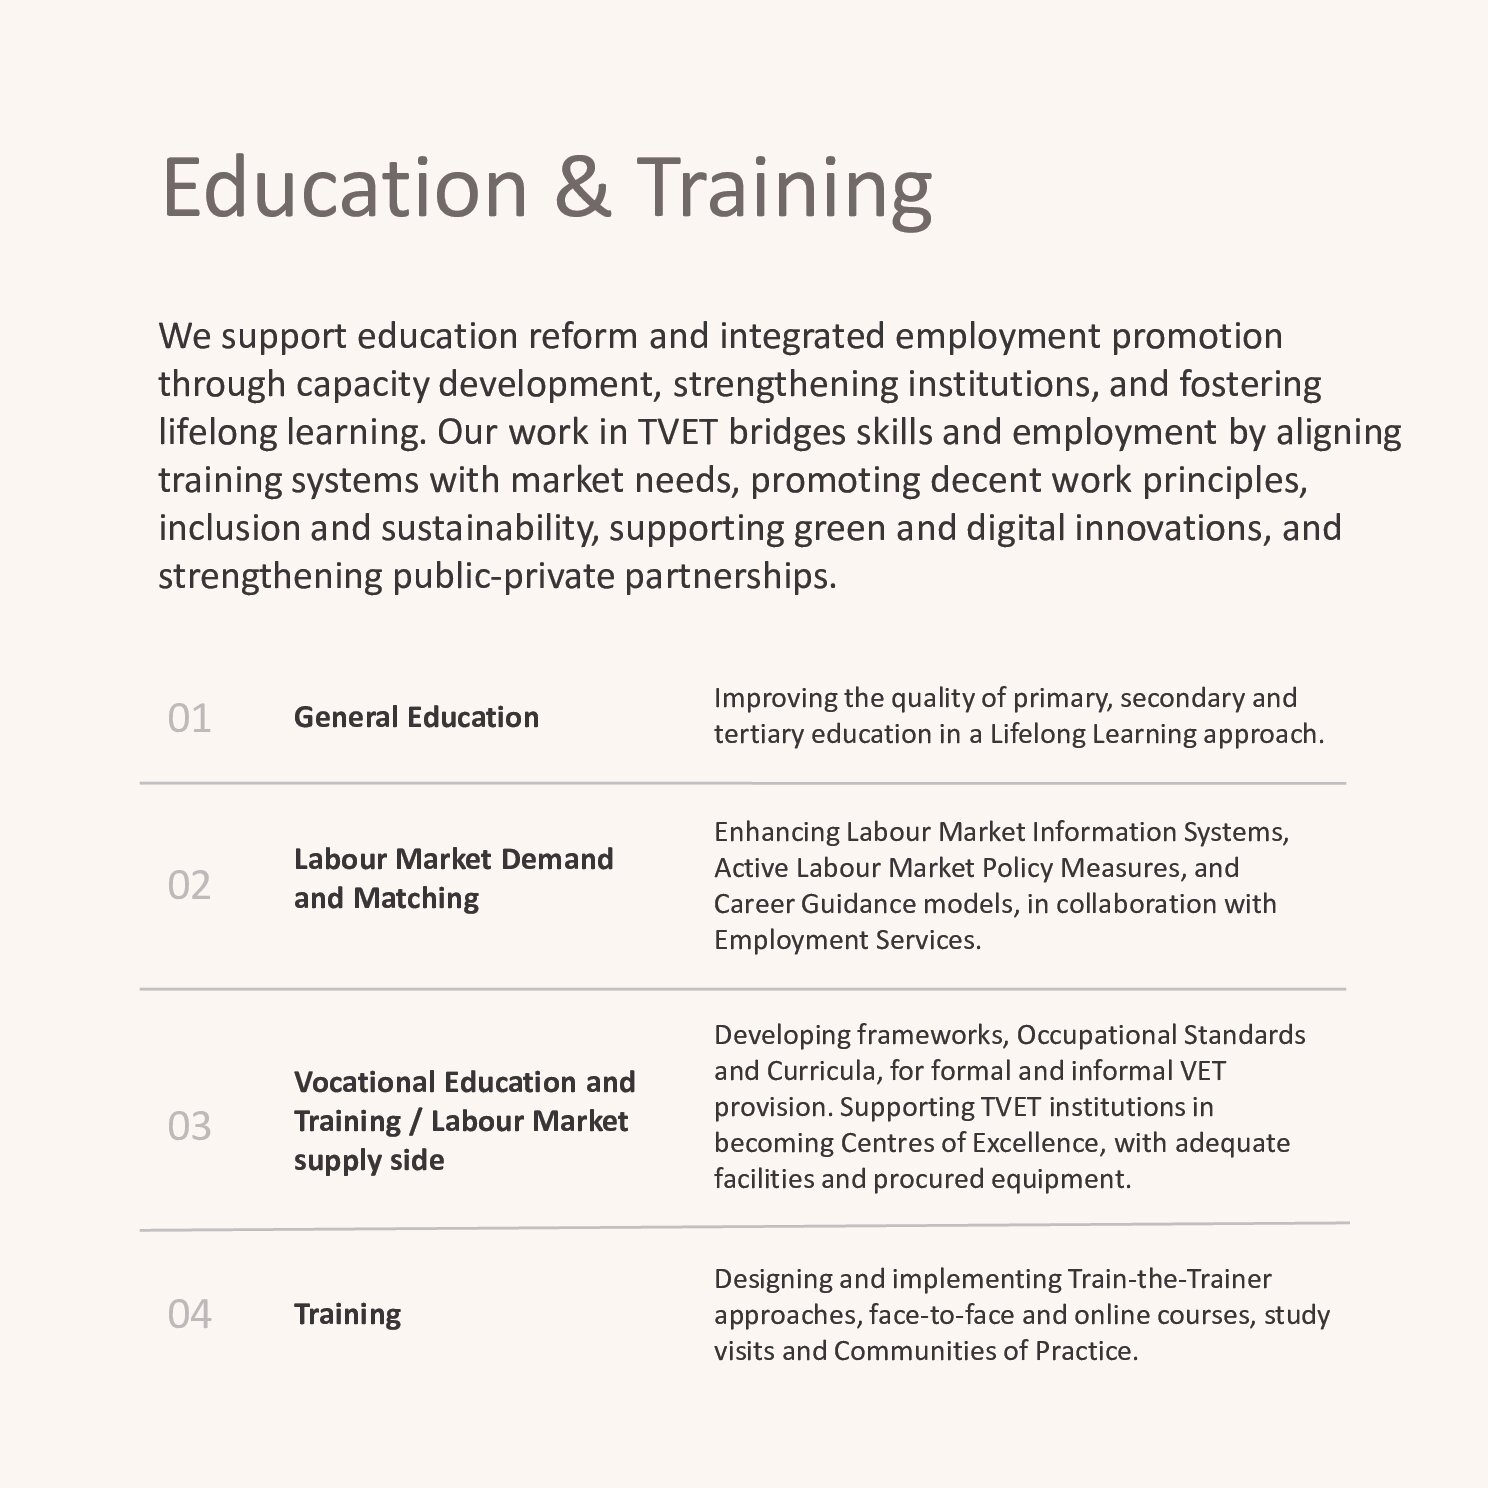 Education & Training
We support education reform and integrated employment promotion
through capacity development, strengthening institutions, and fostering
lifelong learning. Our work in TVET bridges skills and employment by aligning
training systems with market needs, promoting decent work principles,
inclusion and sustainability, supporting green and digital innovations, and
strengthening public-private partnerships.
01
General Education
Improving the quality of primary, secondary and
tertiary education in a Lifelong Learning approach.
02
Labour Market Demand
and Matching
Enhancing Labour Market Information Systems,
Active Labour Market Policy Measures, and
Career Guidance models, in collaboration with
Employment Services.
03
Vocational Education and
Training / Labour Market
supply side
Developing frameworks, Occupational Standards
and Curricula, for formal and informal VET
provision. Supporting TVET institutions in
becoming Centres of Excellence, with adequate
facilities and procured equipment.
04
Training
Designing and implementing Train-the-Trainer
approaches, face-to-face and online courses, study
visits and Communities of Practice.